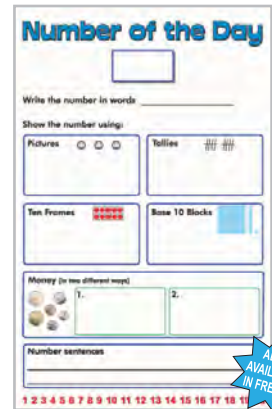 Number of the Day
Write the number in words
Show the number using:
Pictures
Tallies
Ten Frames
Base 10 Blocks
Money (in two different ways)
1.
2.
Number sentences
1 2 3 4 5 6 7 8 9 10 11 12 13 14 15 16 17 18